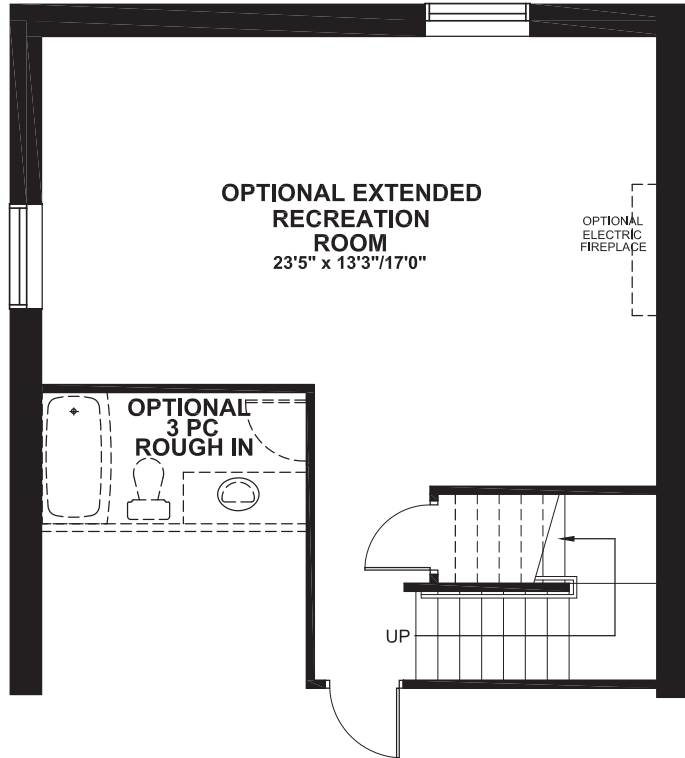 OPTIONAL EXTENDED
RECREATION
ROOM
23'5" x 13'3"/17'0"
OPTIONAL
ELECTRIC
FIREPLACE
OPTIONAL
3 PC
ROUGH IN
UP